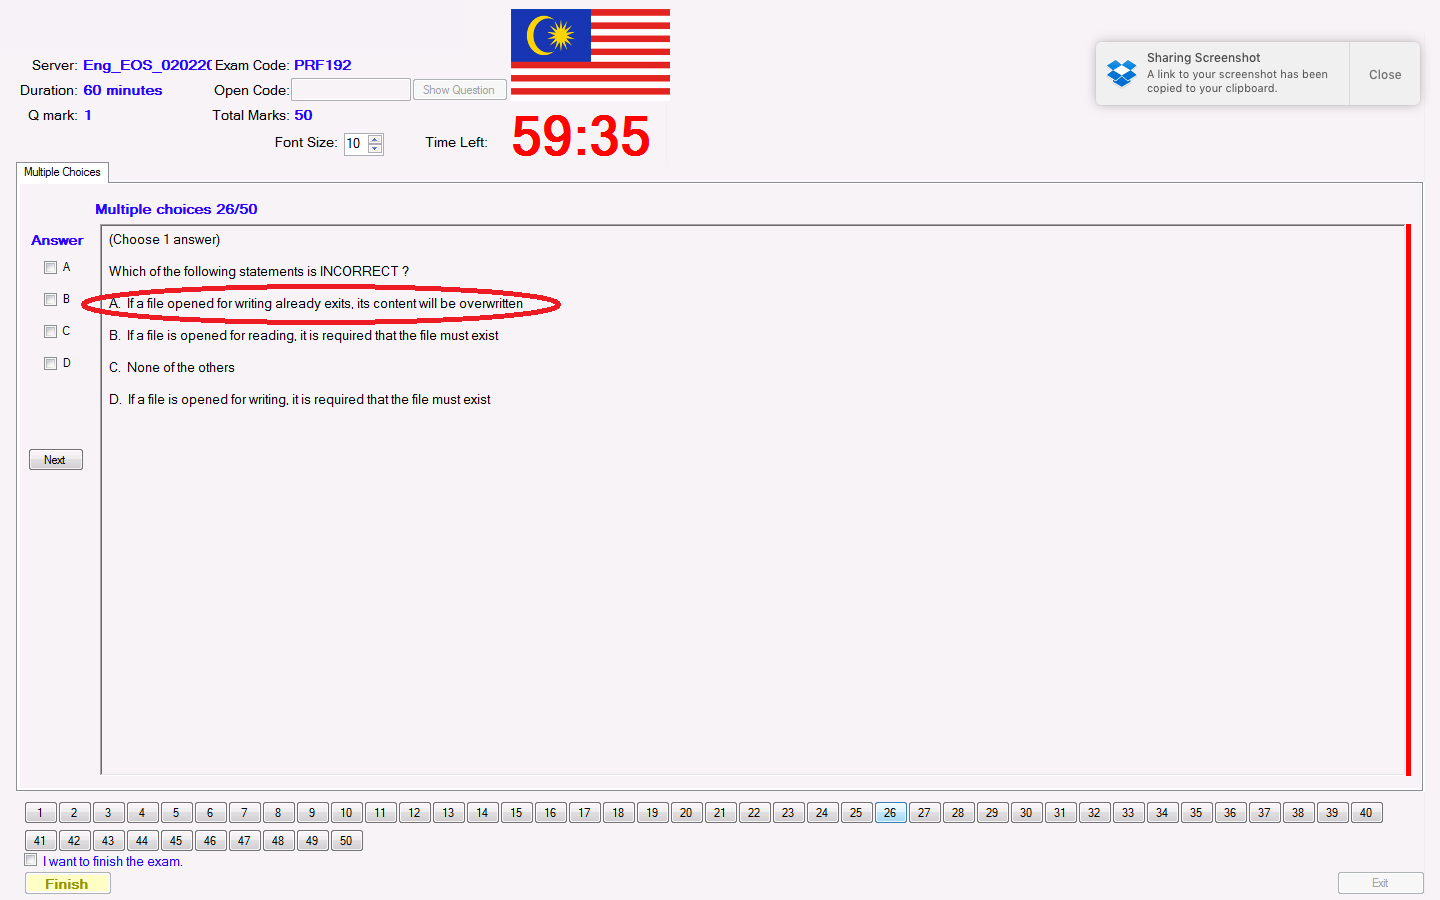 Server: Eng_EOS_020220 Exam Code: PRF192
Duration: 60 minutes Open Code: Show Question
Q mark: 1 Total Marks: 50
Font Size: 10 Time Left: 59:35
Sharing Screenshot
A link to your screenshot has been
copied to your clipboard.
Close
Multiple Choices
Multiple choices 26/50
Answer
A
B
C
D
Next
(Choose 1 answer)
Which of the following statements is INCORRECT ?
A. If a file opened for writing already exits, its content will be overwritten
B. If a file is opened for reading, it is required that the file must exist
C. None of the others
D. If a file is opened for writing, it is required that the file must exist
1 2 3 4 5 6 7 8 9 10 11 12 13 14 15 16 17 18 19 20 21 22 23 24 25 26 27 28 29 30 31 32 33 34 35 36 37 38 39 40
41 42 43 44 45 46 47 48 49 50
I want to finish the exam.
Finish
Exit